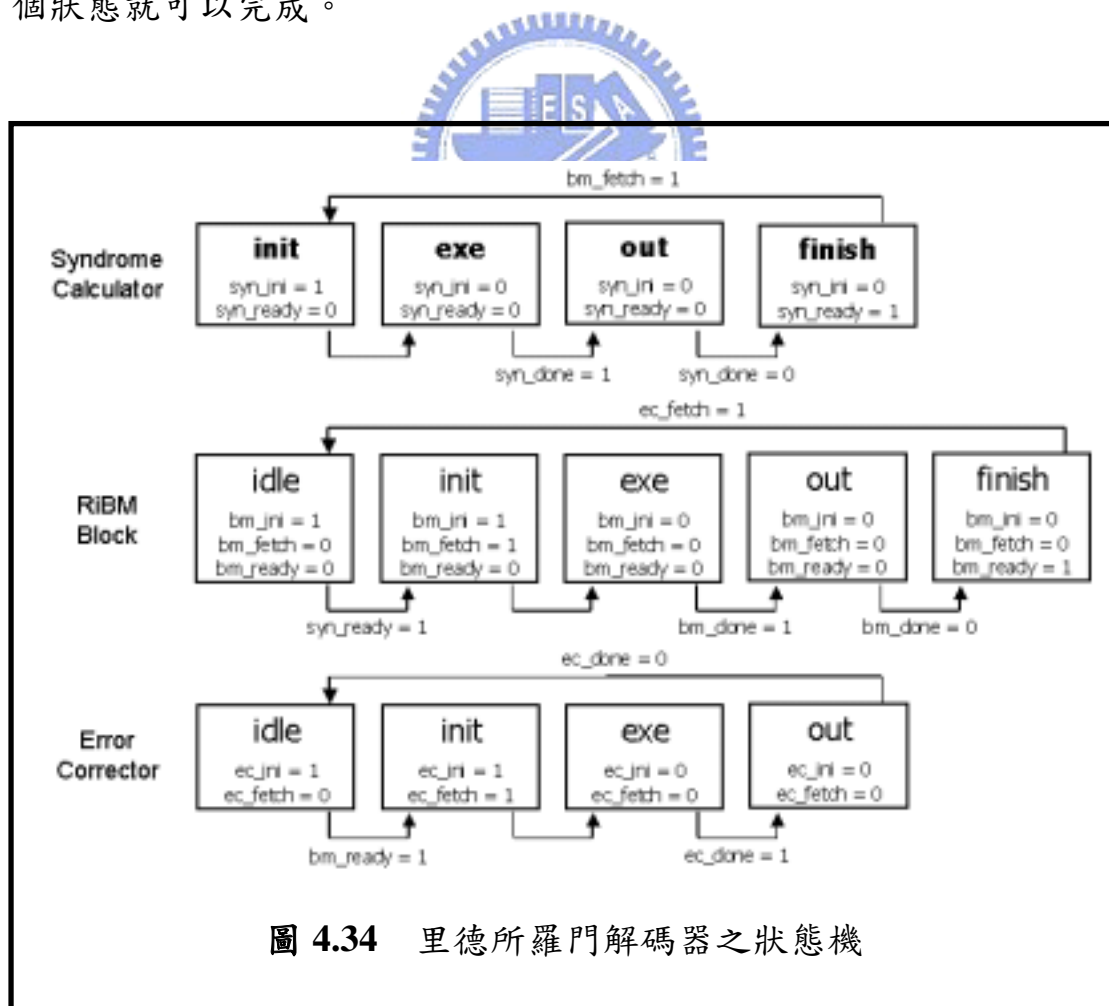 個狀態就可以完成。
ES A
bm_fetch = 1
Syndrome
Calculator
init
syn_ini = 1
syn_ready = 0
exe
syn_ini = 0
syn_ready = 0
out
syn_ini = 0
syn_ready = 0
finish
syn_ini = 0
syn_ready = 1
syn_done = 1
syn_done = 0
ec_fetch = 1
RiBM
Block
idle
bm_ini = 1
bm_fetch = 0
bm_ready = 0
init
bm_ini = 1
bm_fetch = 1
bm_ready = 0
exe
bm_ini = 0
bm_fetch = 0
bm_ready = 0
out
bm_ini = 0
bm_fetch = 0
bm_ready = 0
finish
bm_ini = 0
bm_fetch = 0
bm_ready = 1
syn_ready = 1
bm_done = 1
bm_done = 0
ec_done = 0
Error
Corrector
idle
ec_ini = 1
ec_fetch = 0
init
ec_ini = 1
ec_fetch = 1
exe
ec_ini = 0
ec_fetch = 0
out
ec_ini = 0
ec_fetch = 0
bm_ready = 1
ec_done = 1
圖 4.34 里德所羅門解碼器之狀態機